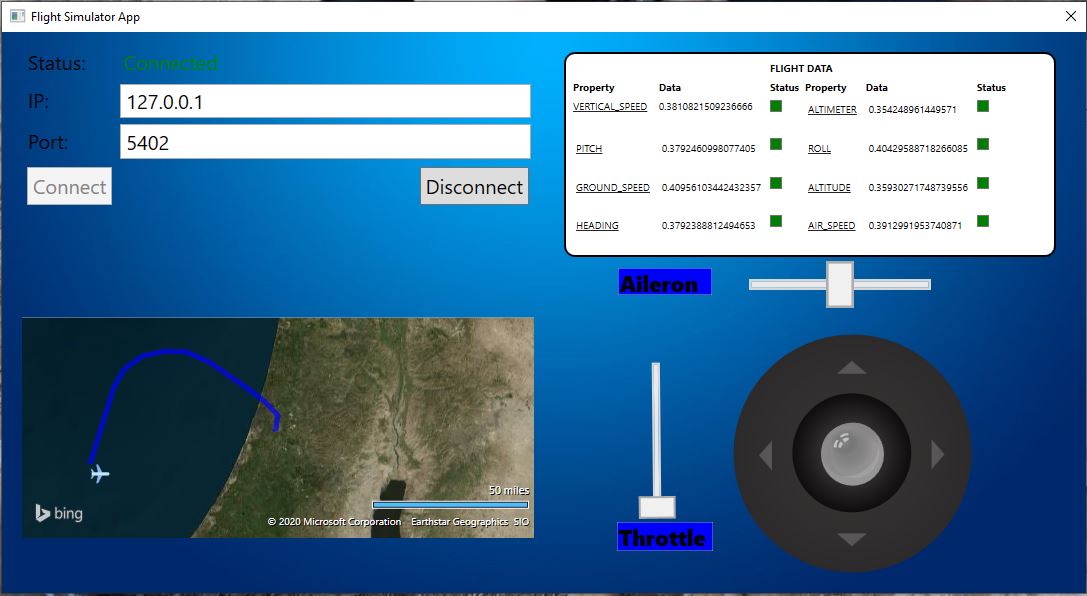 Flight Simulator App
Status: Connected
IP: 127.0.0.1
Port: 5402
Connect Disconnect
FLIGHT DATA
Property Data Status Property Data Status
VERTICAL_SPEED 0.3810821509236666 ALTIMETER 0.354248961449571
PITCH 0.3792460998077405 ROLL 0.40429588718266085
GROUND_SPEED 0.40956103442432357 ALTITUDE 0.35930271748739556
HEADING 0.3792388812494653 AIR_SPEED 0.3912991953740871
Aileron
50 miles
bing
© 2020 Microsoft Corporation Earthstar Geographics SIO
Throttle